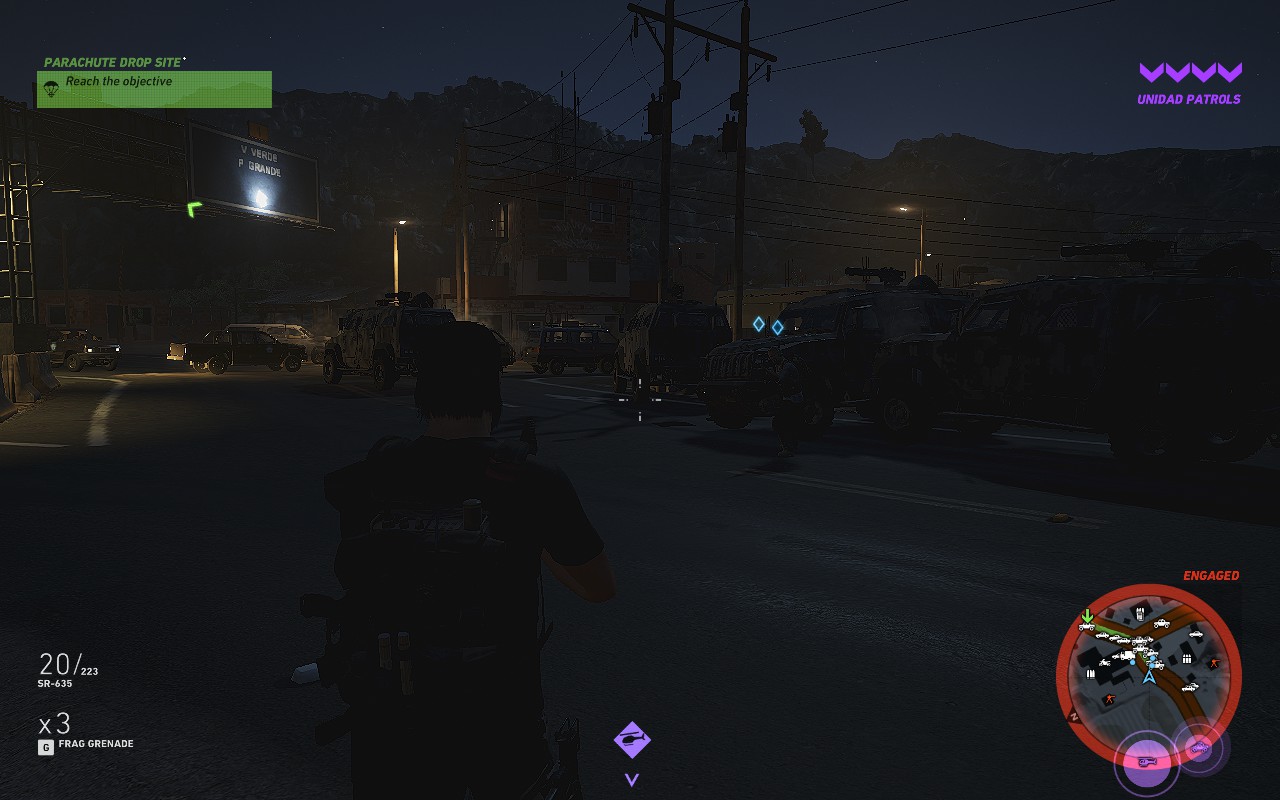 PARACHUTE DROP SITE
Reach the objective
UNIDAD PATROLS
V VERDE
P GRANDE
ENGAGED
20/223
SR-635
x3
G FRAG GRENADE
N